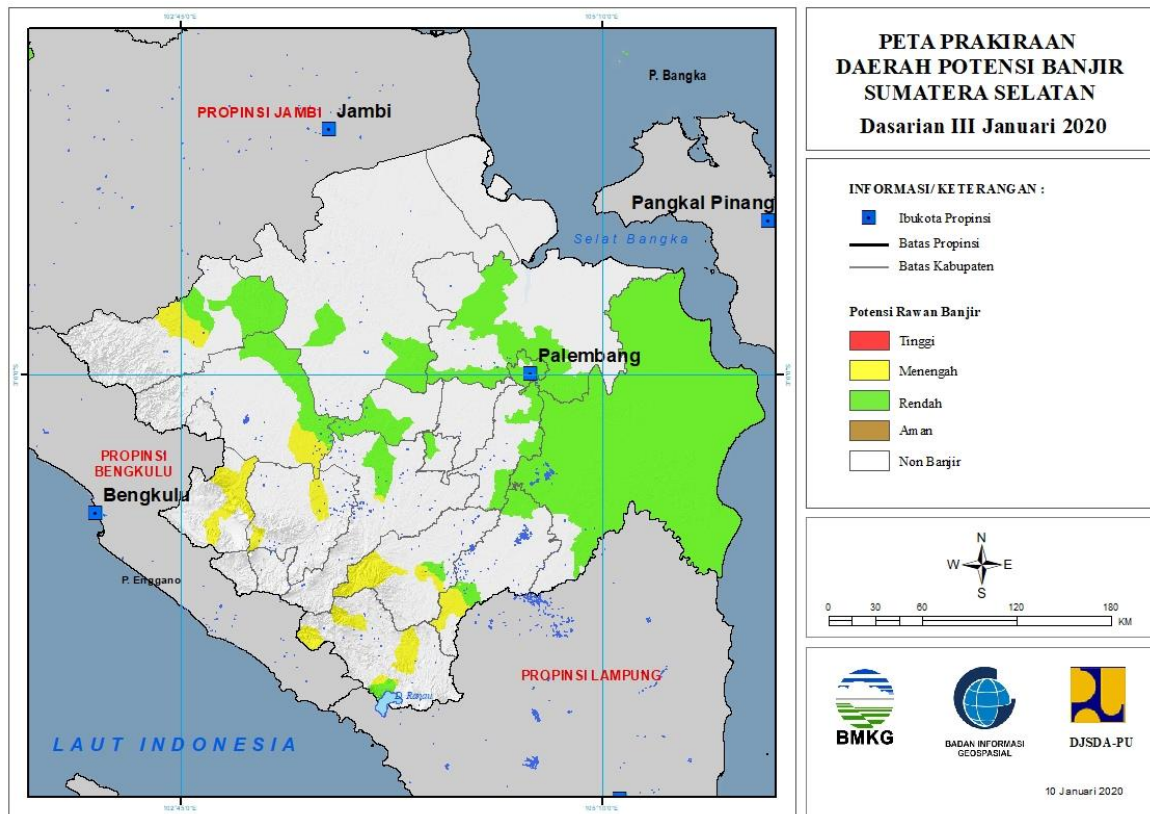 PETA PRAKIRAAN
DAERAH POTENSI BANJIR
SUMATERA SELATAN
Dasarian III Januari 2020
INFORMASI/ KETERANGAN :
Ibukota Propinsi
Batas Propinsi
Batas Kabupaten
Potensi Rawan Banjir
Tinggi
Menengah
Rendah
Aman
Non Banjir
N
W E
S
0 30 60 120 180
KM
BMKG
BADAN INFORMASI
GEOSPASIAL
DJSDA-PU
10 Januari 2020
P. Bangka
PROPINSI JAMBI
Jambi
Pangkal Pinang
Selat Bangka
Palembang
PROPINSI
BENGKULU
Bengkulu
P. Enggano
PROPINSI LAMPUNG
D. Ranau
LAUT INDONESIA